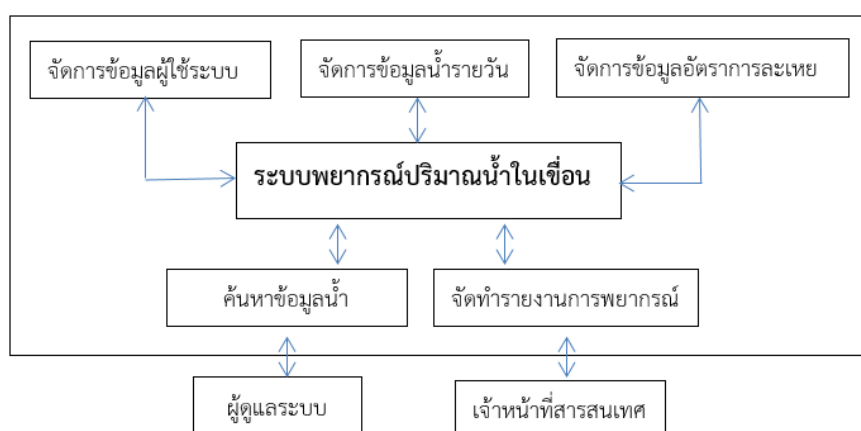 จัดการข้อมูลผู้ใช้ระบบ
จัดการข้อมูลน้ำรายวัน
จัดการข้อมูลอัตราการละเหย
ระบบพยากรณ์ปริมาณน้ำในเขื่อน
ค้นหาข้อมูลน้ำ
จัดทำรายงานการพยากรณ์
ผู้ดูแลระบบ
เจ้าหน้าที่สารสนเทศ